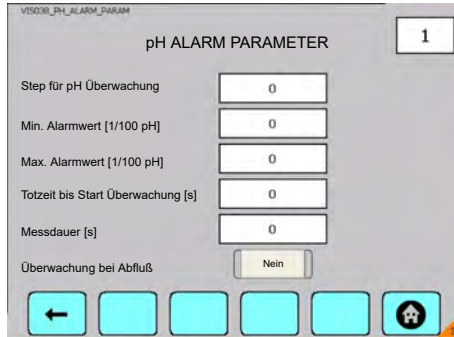 VIS038_PH_ALARM_PARAM
pH ALARM PARAMETER
1
Step für pH Überwachung
0
Min. Alarmwert [1/100 pH]
0
Max. Alarmwert [1/100 pH]
0
Totzeit bis Start Überwachung [s]
0
Messdauer [s]
0
Überwachung bei Abfluß
Nein